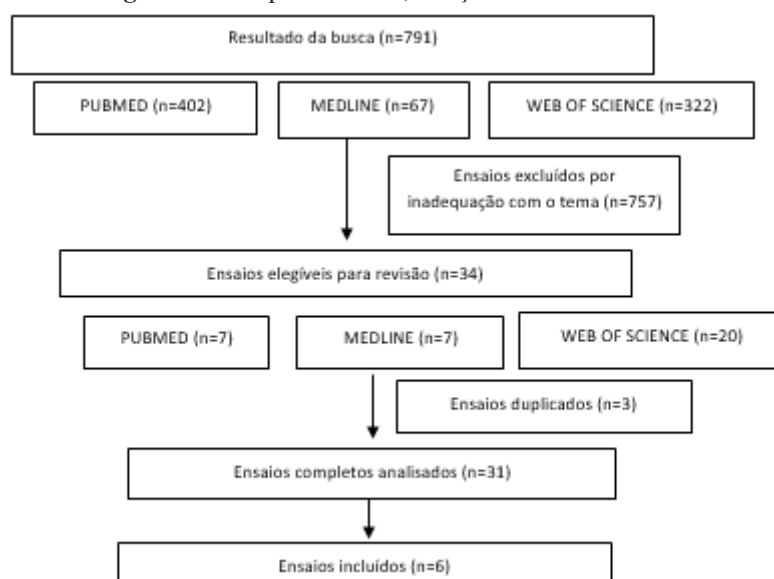 Resultado da busca (n=791)
PUBMED (n=402)
MEDLINE (n=67)
WEB OF SCIENCE (n=322)
Ensaios excluídos por
inadequação com o tema (n=757)
Ensaios elegíveis para revisão (n=34)
PUBMED (n=7)
MEDLINE (n=7)
WEB OF SCIENCE (n=20)
Ensaios duplicados (n=3)
Ensaios completos analisados (n=31)
Ensaios incluídos (n=6)